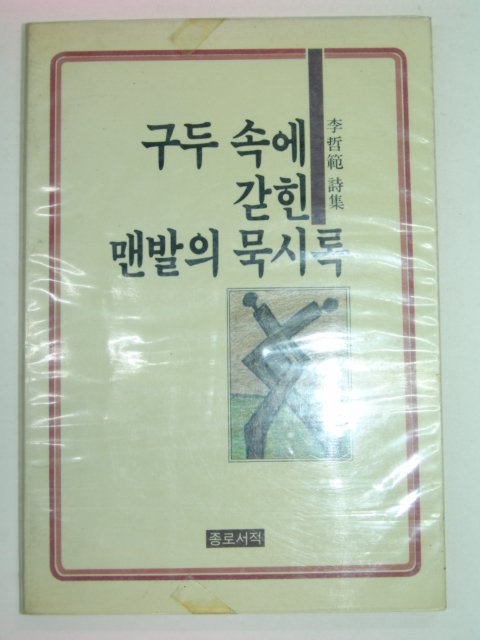 구두 속에
갇힌
맨발의 묵시록
李哲範 詩集
종로서적